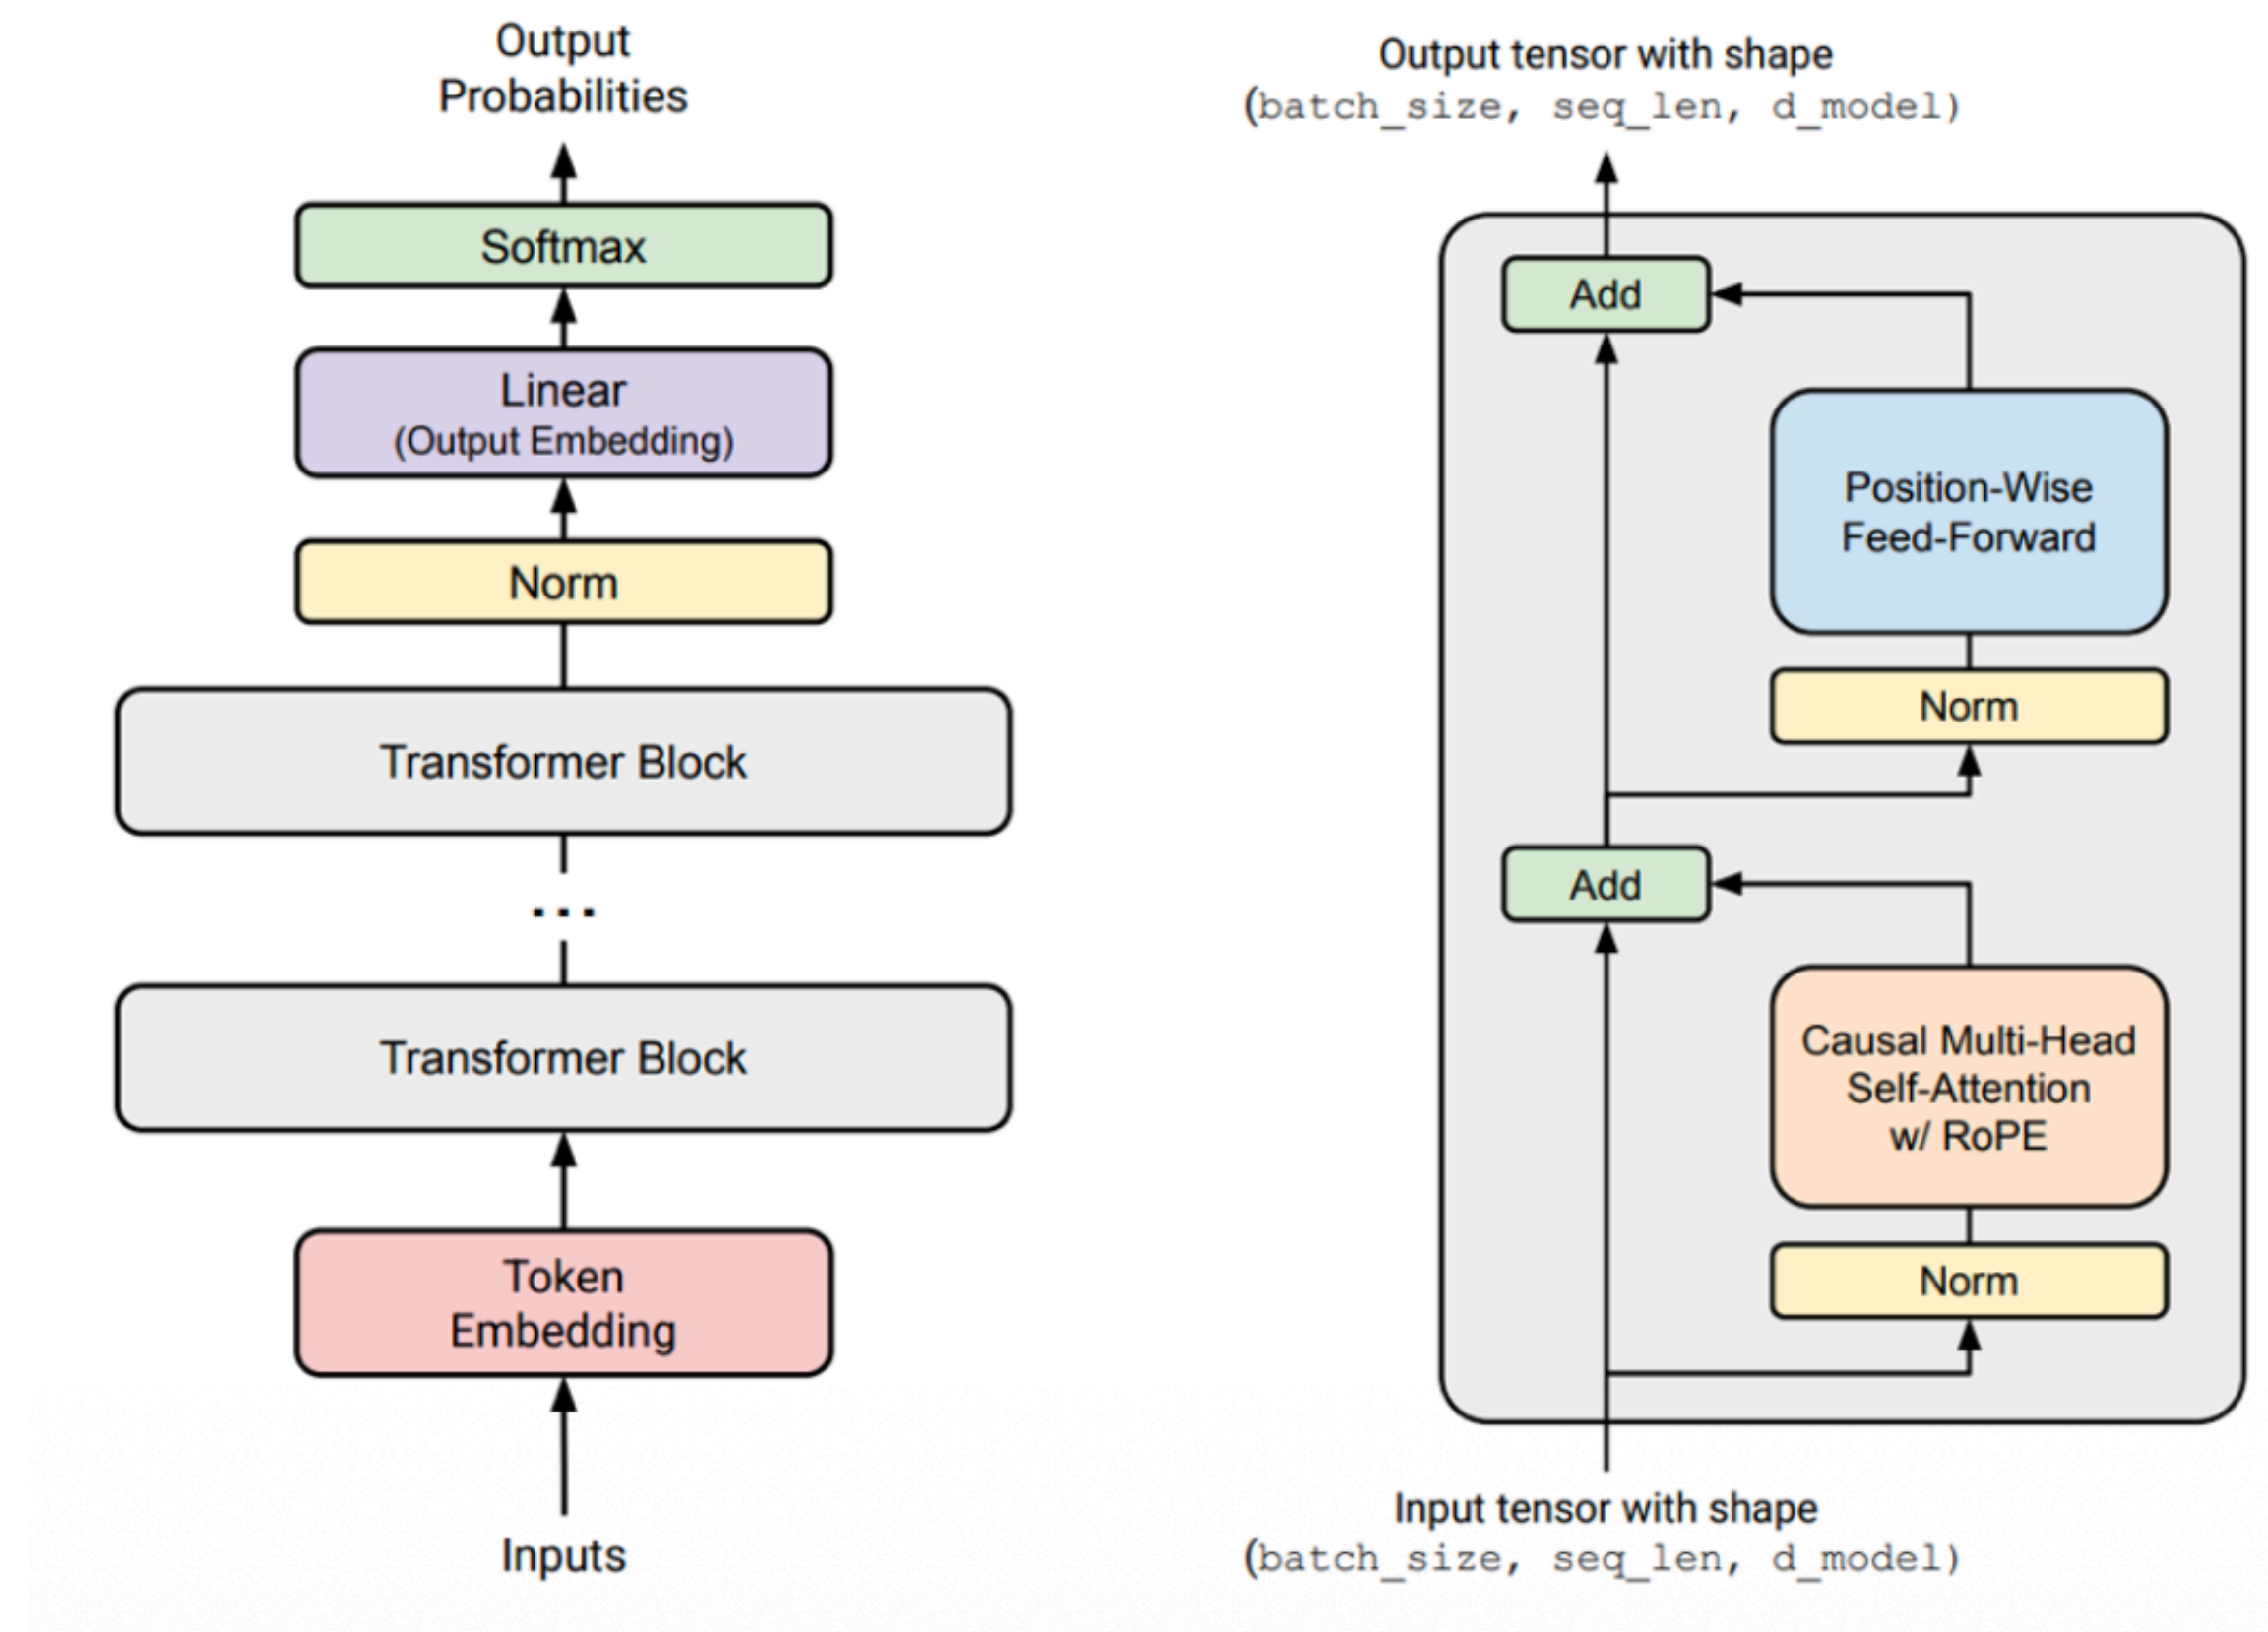 Output
Probabilities
Softmax
Linear
(Output Embedding)
Norm
Transformer Block
...
Transformer Block
Token
Embedding
Inputs
Output tensor with shape
(batch_size, seq_len, d_model)
Add
Position-Wise
Feed-Forward
Norm
Add
Causal Multi-Head
Self-Attention
w/ RoPE
Norm
Input tensor with shape
(batch_size, seq_len, d_model)